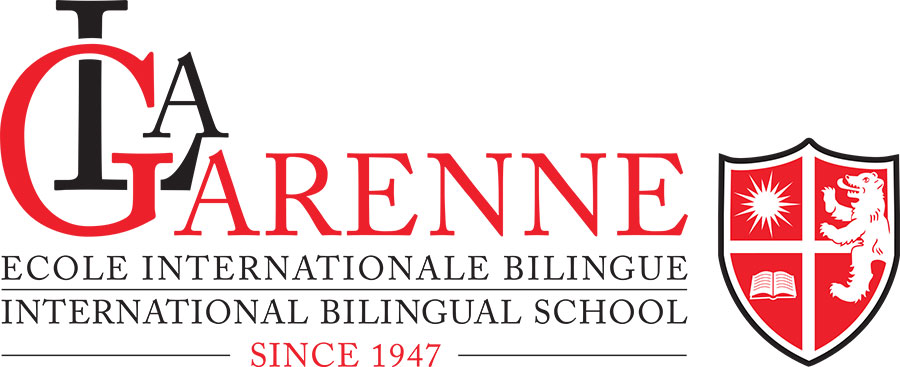 LA
GARENNE
ECOLE INTERNATIONALE BILINGUE
INTERNATIONAL BILINGUAL SCHOOL
SINCE 1947